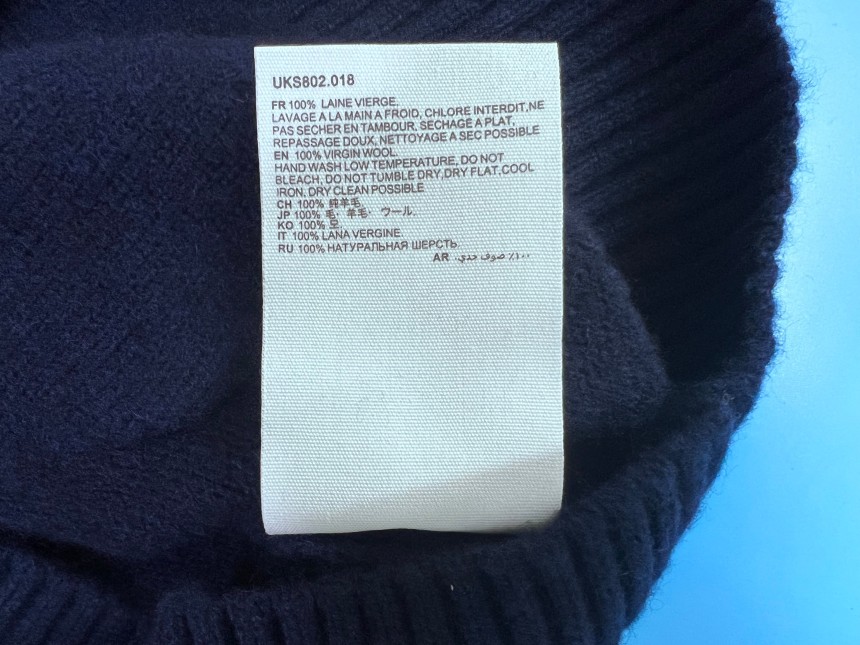 UKS802.018
FR 100% LAINE VIERGE.
LAVAGE A LA MAIN A FROID, CHLORE INTERDIT,NE
PAS SECHER EN TAMBOUR, SECHAGE A PLAT,
REPASSAGE DOUX, NETTOYAGE A SEC POSSIBLE
EN 100% VIRGIN WOOL
HAND WASH LOW TEMPERATURE, DO NOT
BLEACH, DO NOT TUMBLE DRY,DRY FLAT,COOL
IRON, DRY CLEAN POSSIBLE
CH 100% 纯羊毛
JP 100% 毛・羊毛・ ウール.
KO 100% 모
IT 100% LANA VERGINE
RU 100% НАТУРАЛЬНАЯ ШЕРСТЬ
AR ١٠٠٪ صوف جدي.